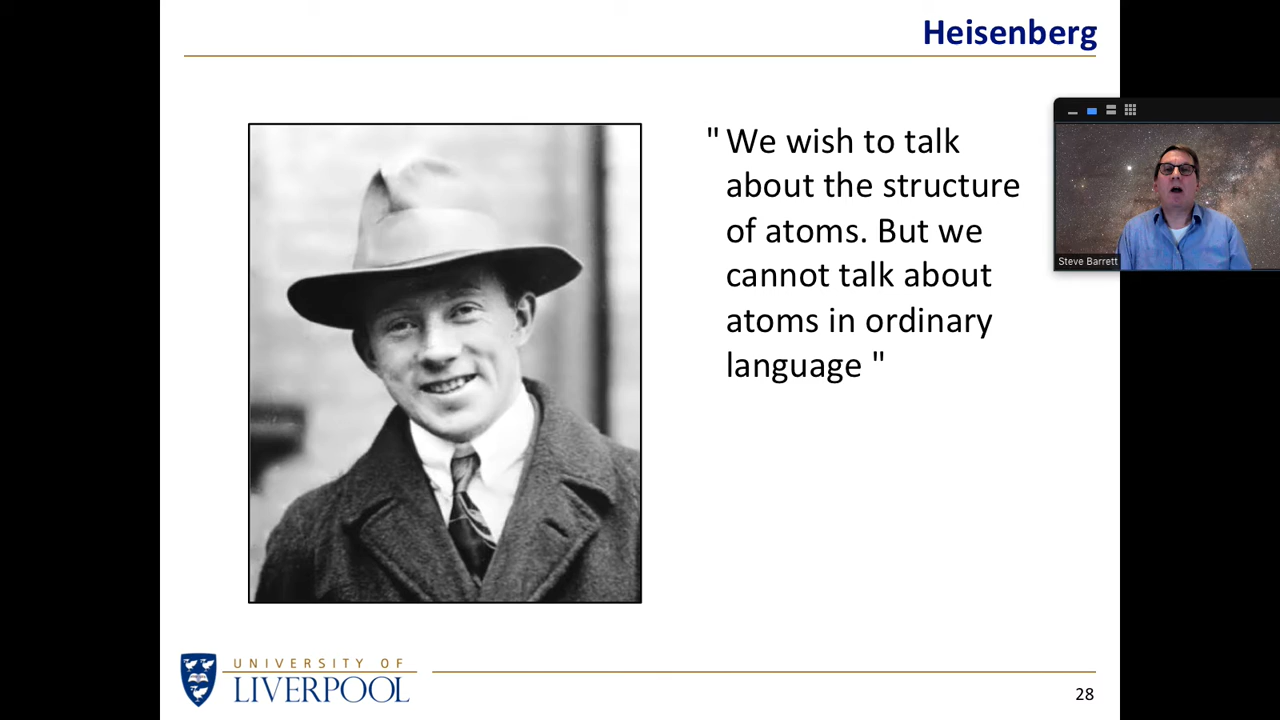 Heisenberg
" We wish to talk
about the structure
of atoms. But we
cannot talk about
atoms in ordinary
language "
Steve Barrett
UNIVERSITY OF
LIVERPOOL
28